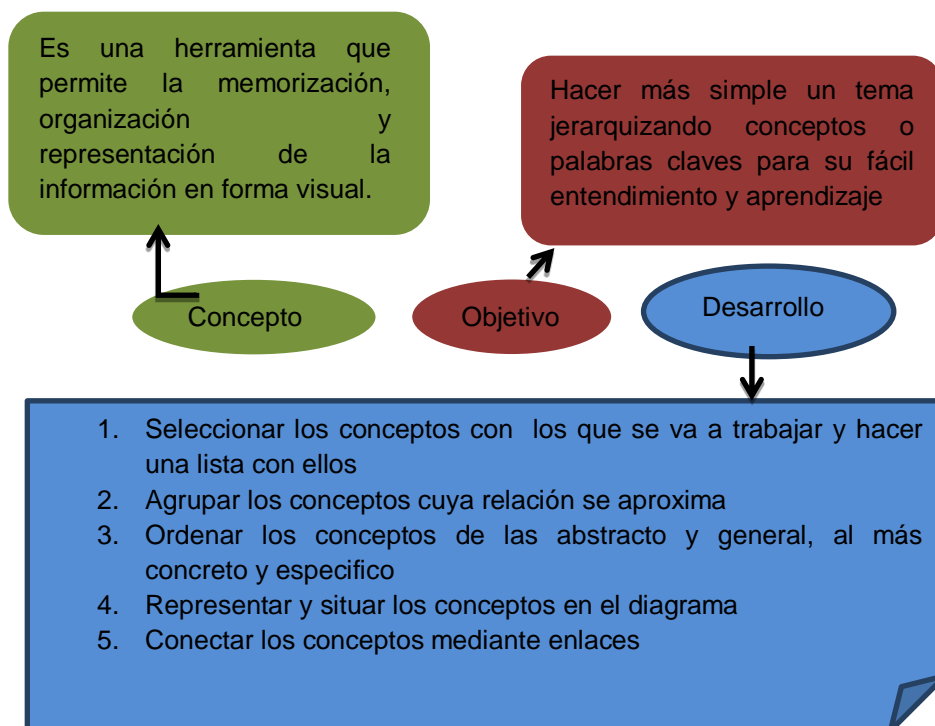 Es una herramienta que
permite la memorización,
organización y
representación de la
información en forma visual.
Hacer más simple un tema
jerarquizando conceptos o
palabras claves para su fácil
entendimiento y aprendizaje
Concepto
Objetivo
Desarrollo
1. Seleccionar los conceptos con los que se va a trabajar y hacer
una lista con ellos
2. Agrupar los conceptos cuya relación se aproxima
3. Ordenar los conceptos de las abstracto y general, al más
concreto y especifico
4. Representar y situar los conceptos en el diagrama
5. Conectar los conceptos mediante enlaces